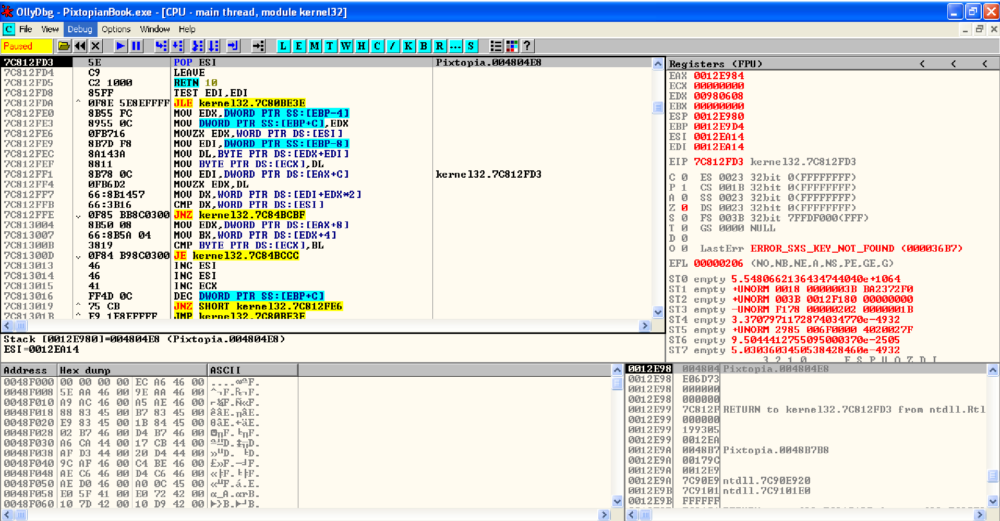 OllyDbg - PixtopianBook.exe - [CPU - main thread, module kernel32]
C File View Debug Options Window Help
Paused L E M T W H C / K B R ... S ?
7C812FD3 5E POP ESI Pixtopia.004804E8
7C812FD4 C9 LEAVE
7C812FD5 C2 1000 RETN 10
7C812FD8 85FF TEST EDI,EDI
7C812FDA ^ 0F8E 5E8EFFFF JLE kernel32.7C80BE3E
7C812FE0 8B55 FC MOV EDX,DWORD PTR SS:[EBP-4]
7C812FE3 8955 0C MOV DWORD PTR SS:[EBP+C],EDX
7C812FE6 0FB716 MOVZX EDX,WORD PTR DS:[ESI]
7C812FE9 8B7D F8 MOV EDI,DWORD PTR SS:[EBP-8]
7C812FEC 8A143A MOV DL,BYTE PTR DS:[EDX+EDI]
7C812FEF 8811 MOV BYTE PTR DS:[ECX],DL
7C812FF1 8B78 0C MOV EDI,DWORD PTR DS:[EAX+C] kernel32.7C812FD3
7C812FF4 0FB6D2 MOVZX EDX,DL
7C812FF7 66:8B1457 MOV DX,WORD PTR DS:[EDI+EDX*2]
7C812FFB 66:3B16 CMP DX,WORD PTR DS:[ESI]
7C812FFE 0F85 BB8C0300 JNZ kernel32.7C84BCBF
7C813004 8B50 08 MOV EDX,DWORD PTR DS:[EAX+8]
7C813007 66:8B5A 04 MOV BX,WORD PTR DS:[EDX+4]
7C81300B 3819 CMP BYTE PTR DS:[ECX],BL
7C81300D 0F84 B98C0300 JE kernel32.7C84BCCC
7C813013 46 INC ESI
7C813014 46 INC ESI
7C813015 41 INC ECX
7C813016 FF4D 0C DEC DWORD PTR SS:[EBP+C]
7C813019 ^ 75 CB JNZ SHORT kernel32.7C812FE6
7C81301B ^ E9 1E8EFFFF JMP kernel32.7C80BE3E
Stack [0012E980]=004804E8 (Pixtopia.004804E8)
ESI=0012EA14
Registers (FPU) < < <
EAX 0012E984
ECX 00000000
EDX 00980608
EBX 00000000
ESP 0012E980
EBP 0012E9D4
ESI 0012EA14
EDI 0012EA14
EIP 7C812FD3 kernel32.7C812FD3
C 0 ES 0023 32bit 0(FFFFFFFF)
P 1 CS 001B 32bit 0(FFFFFFFF)
A 0 SS 0023 32bit 0(FFFFFFFF)
Z 0 DS 0023 32bit 0(FFFFFFFF)
S 0 FS 003B 32bit 7FFDF000(FFF)
T 0 GS 0000 NULL
D 0
O 0 LastErr ERROR_SXS_KEY_NOT_FOUND (000036B7)
EFL 00000206 (NO,NB,NE,A,NS,PE,GE,G)
ST0 empty 5.5480662136434744040e+1064
ST1 empty +UNORM 0018 0000003B BA2372F0
ST2 empty +UNORM 003B 0012F180 00000000
ST3 empty -UNORM F178 00000202 0000001B
ST4 empty 3.3707971172874034770e-4932
ST5 empty +UNORM 2985 006F0000 4020027F
ST6 empty 9.5044412755095000370e-2505
ST7 empty 5.0303603450538428460e-4932
3 2 1 0 E S P U O Z D I
Address Hex dump ASCII
0048F000 00 00 00 00 EC A6 46 00
0048F008 5E AA 46 00 9E AA 46 00
0048F010 A9 AC 46 00 A5 AE 46 00
0048F018 88 83 45 00 B7 83 45 00
0048F020 E9 83 45 00 1B 84 45 00
0048F028 02 B7 46 00 D4 B7 46 00
0048F030 A6 CA 44 00 17 CB 44 00
0048F038 AF D3 44 00 20 D4 44 00
0048F040 9C AF 46 00 C4 BE 46 00
0048F048 AE C6 46 00 D4 C6 46 00
0048F050 AE D0 46 00 A0 0C 45 00
0048F058 E0 5F 41 00 E0 72 42 00
0048F060 10 7D 42 00 10 D9 42 00
0012E98 004804 Pixtopia.004804E8
0012E98 E06D73
0012E98 000000
0012E98 000000
0012E99 7C812F RETURN to kernel32.7C812FD3 from ntdll.Rtl
0012E99 000000
0012E99 199305
0012E99 0012EA
0012E9A 0048B7 Pixtopia.0048B7B8
0012E9A 00179C
0012E9A 0012E9
0012E9A 7C90E9 ntdll.7C90E920
0012E9B 7C9101 ntdll.7C9101E0
0012E9B FFFFFF